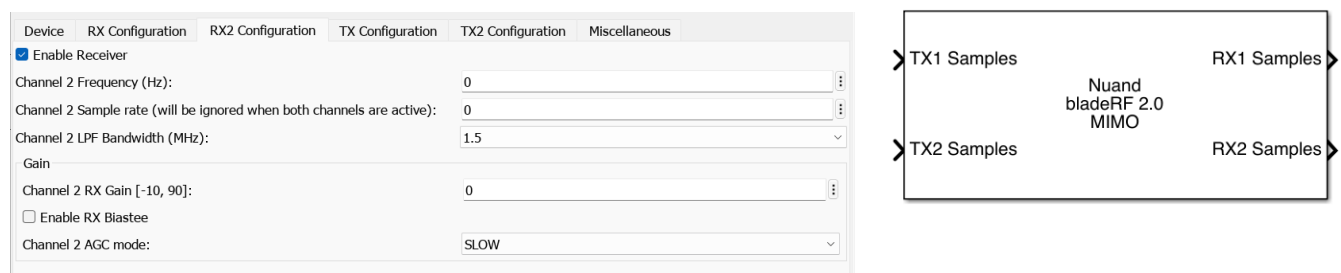 Device RX Configuration RX2 Configuration TX Configuration TX2 Configuration Miscellaneous
Enable Receiver
Channel 2 Frequency (Hz): 0
Channel 2 Sample rate (will be ignored when both channels are active): 0
Channel 2 LPF Bandwidth (MHz): 1.5
Gain
Channel 2 RX Gain [-10, 90]: 0
Enable RX Biastee
Channel 2 AGC mode: SLOW
TX1 Samples RX1 Samples
Nuand
bladeRF 2.0
MIMO
TX2 Samples RX2 Samples